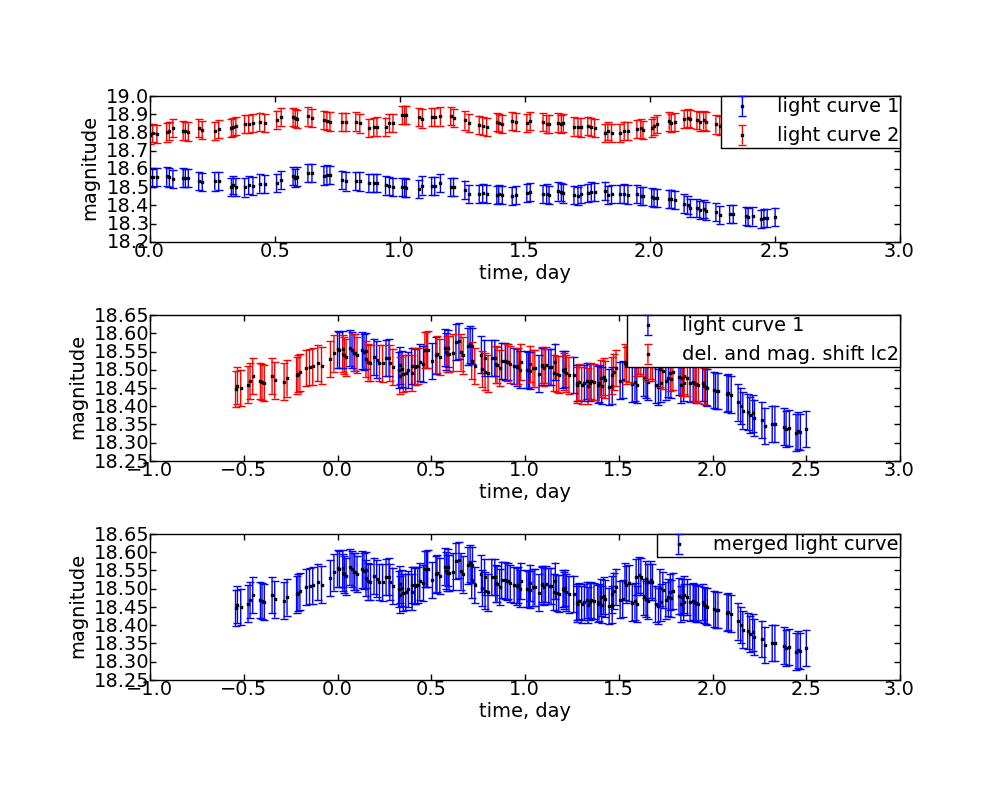 19.0
18.9
18.8
18.7
18.6
18.5
18.4
18.3
18.2
magnitude
light curve 1
light curve 2
0.0 0.5 1.0 1.5 2.0 2.5 3.0
time, day
18.65
18.60
18.55
18.50
18.45
18.40
18.35
18.30
18.25
magnitude
light curve 1
del. and mag. shift lc2
−1.0 −0.5 0.0 0.5 1.0 1.5 2.0 2.5 3.0
time, day
18.65
18.60
18.55
18.50
18.45
18.40
18.35
18.30
18.25
magnitude
merged light curve
−1.0 −0.5 0.0 0.5 1.0 1.5 2.0 2.5 3.0
time, day